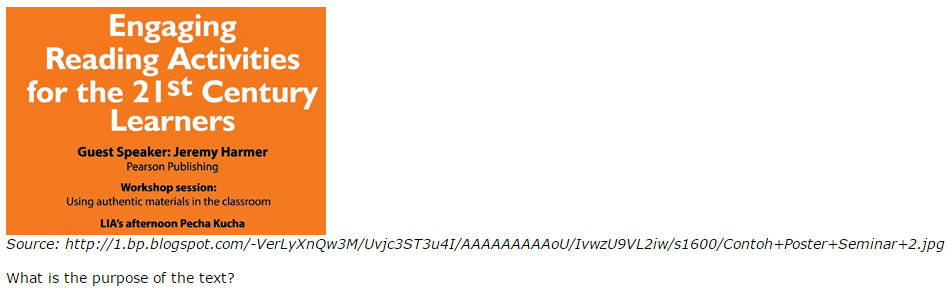 Engaging
Reading Activities
for the 21st Century
Learners
Guest Speaker: Jeremy Harmer
Pearson Publishing
Workshop session:
Using authentic materials in the classroom
LIA's afternoon Pecha Kucha
Source: http://1.bp.blogspot.com/-VerLyXnQw3M/Uvjc3ST3u4I/AAAAAAAAAoU/IvwzU9VL2iw/s1600/Contoh+Poster+Seminar+2.jpg
What is the purpose of the text?